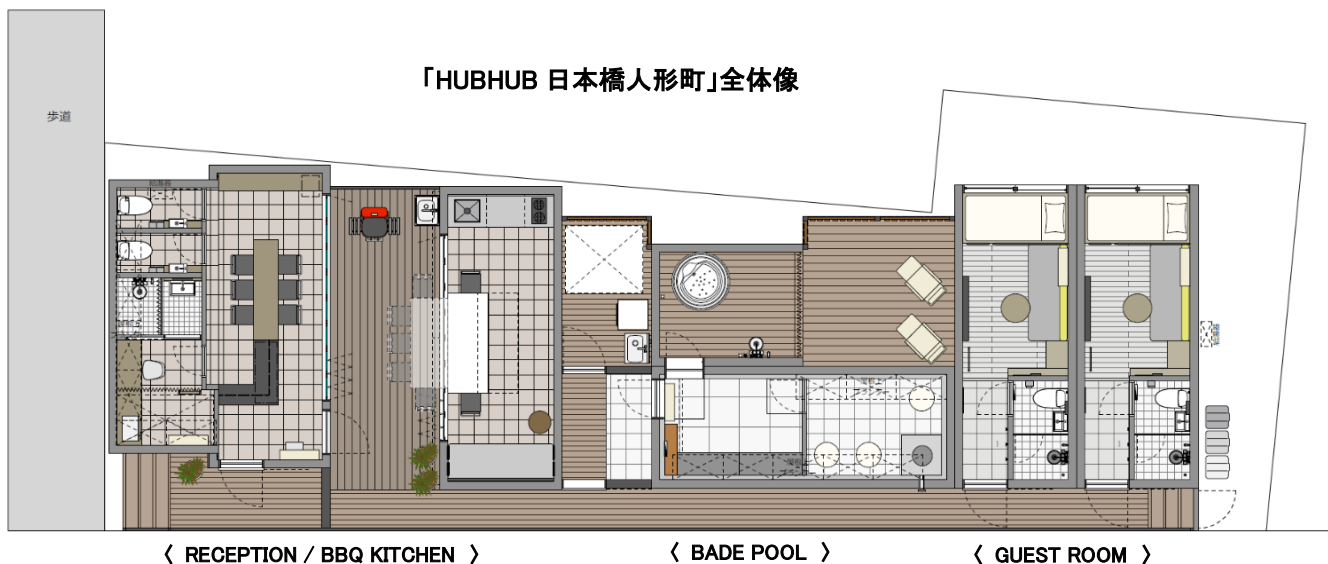 「HUBHUB 日本橋人形町」全体像
歩道
〈 RECEPTION / BBQ KITCHEN 〉
〈 BADE POOL 〉
〈 GUEST ROOM 〉